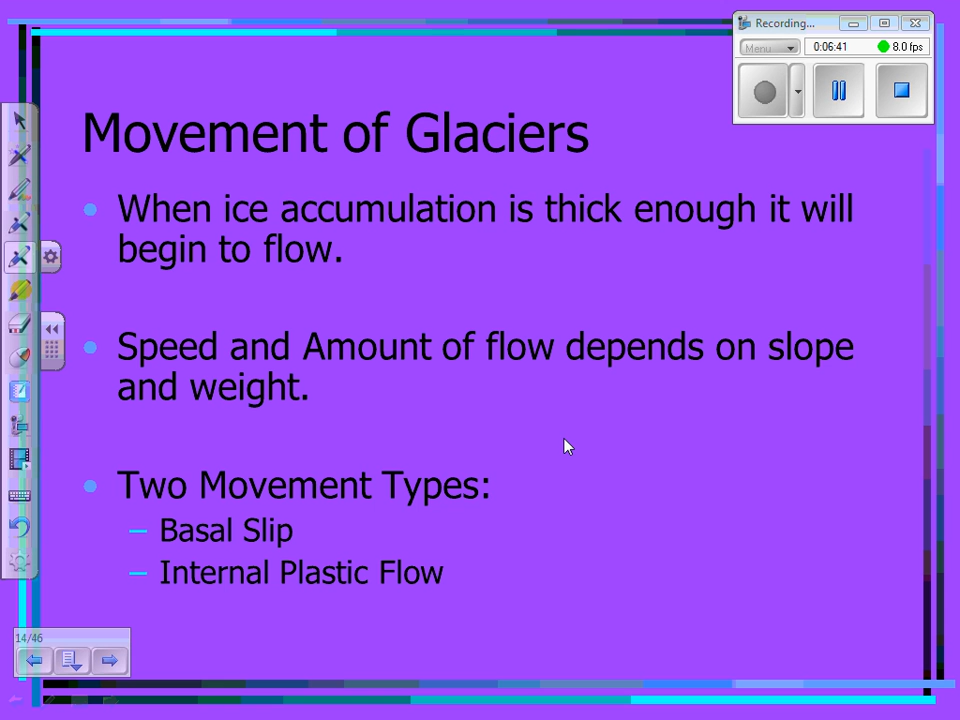 Recording...
Menu
0:06:41
8.0 fps
Movement of Glaciers
• When ice accumulation is thick enough it will
begin to flow.
• Speed and Amount of flow depends on slope
and weight.
• Two Movement Types:
– Basal Slip
– Internal Plastic Flow
14/46